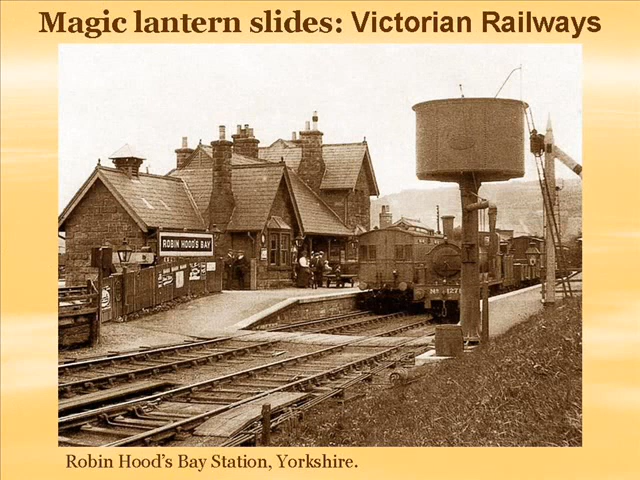 Magic lantern slides: Victorian Railways
ROBIN HOOD'S BAY
Robin Hood's Bay Station, Yorkshire.